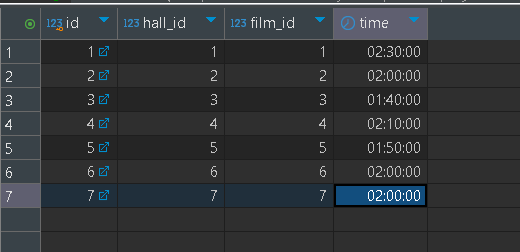 123 id 123 hall_id 123 film_id time
1 1 1 1 02:30:00
2 2 2 2 02:00:00
3 3 3 3 01:40:00
4 4 4 4 02:10:00
5 5 5 5 01:50:00
6 6 6 6 02:00:00
7 7 7 7 02:00:00